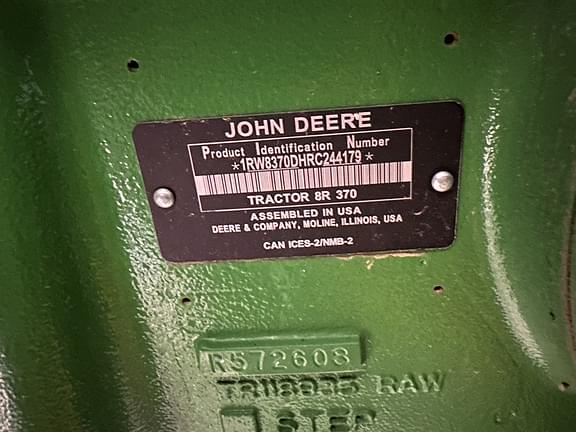 JOHN DEERE
Product Identification Number
*1RW8370DHRC244179*
TRACTOR 8R 370
ASSEMBLED IN USA
DEERE & COMPANY, MOLINE, ILLINOIS, USA
CAN ICES-2/NMB-2
R572608
RAW
STEP